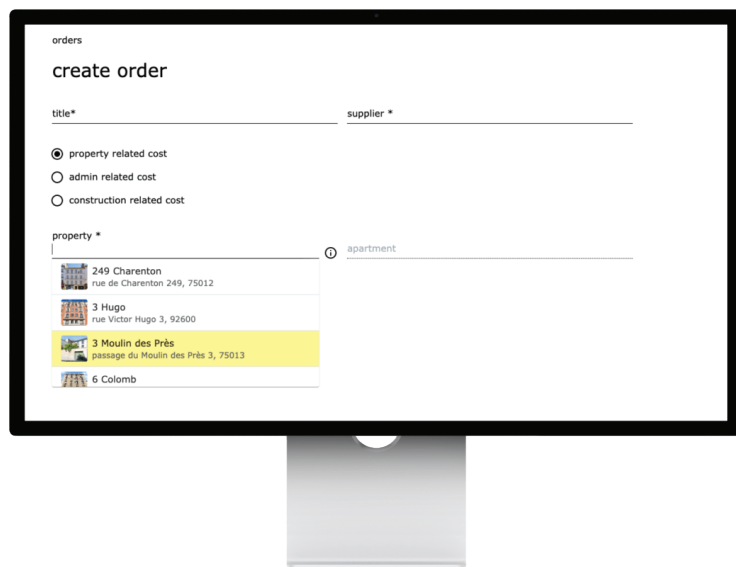 orders
create order
title*
supplier *
property related cost
admin related cost
construction related cost
property *
apartment
249 Charenton
rue de Charenton 249, 75012
3 Hugo
rue Victor Hugo 3, 92600
3 Moulin des Près
passage du Moulin des Près 3, 75013
6 Colomb